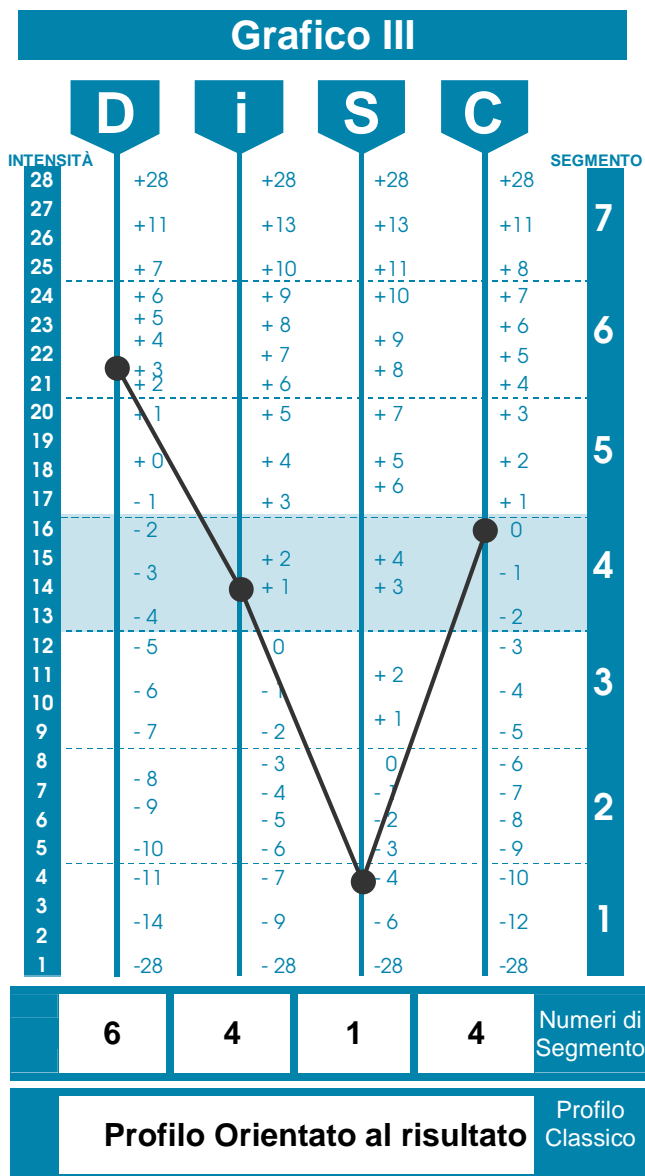 Grafico III
D i S C
INTENSITÀ SEGMENTO
28 +28 +28 +28 +28
27 7
+11 +13 +13 +11
26
25 + 7 +10 +11 + 8
24 + 6 + 9 +10 + 7
23 + 5 + 8 + 6 6
+ 4 + 9
22 + 7 + 5
+ 3 + 8
21 + 2 + 6 + 4
20 + 1 + 5 + 7 + 3
19 5
18 + 0 + 4 + 5 + 2
+ 6
17 - 1 + 3 + 1
16 - 2 0
15 + 2 + 4 4
- 3 - 1
14 + 1 + 3
13 - 4 - 2
12 - 5 0 - 3
11 + 2 3
- 6 - 1 - 4
10
+ 1
9 - 7 - 2 - 5
8 - 3 0 - 6
- 8
7 - 4 - 1 - 7
- 9 2
6 - 5 - 2 - 8
5 -10 - 6 - 3 - 9
4 -11 - 7 - 4 -10
3 1
-14 - 9 - 6 -12
2
1 -28 - 28 -28 -28
6 4 1 4 Numeri di
Segmento
Profilo Orientato al risultato Profilo
Classico